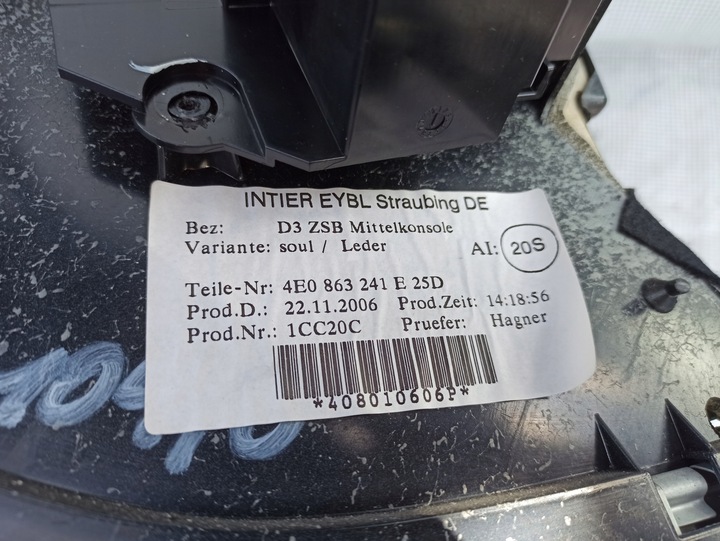 INTIER EYBL Straubing DE
Bez: D3 ZSB Mittelkonsole
Variante: soul / Leder AI: 20S
Teile-Nr: 4E0 863 241 E 25D
Prod.D.: 22.11.2006 Prod.Zeit: 14:18:56
Prod.Nr.: 1CC20C Pruefer: Hagner
*408010606P*